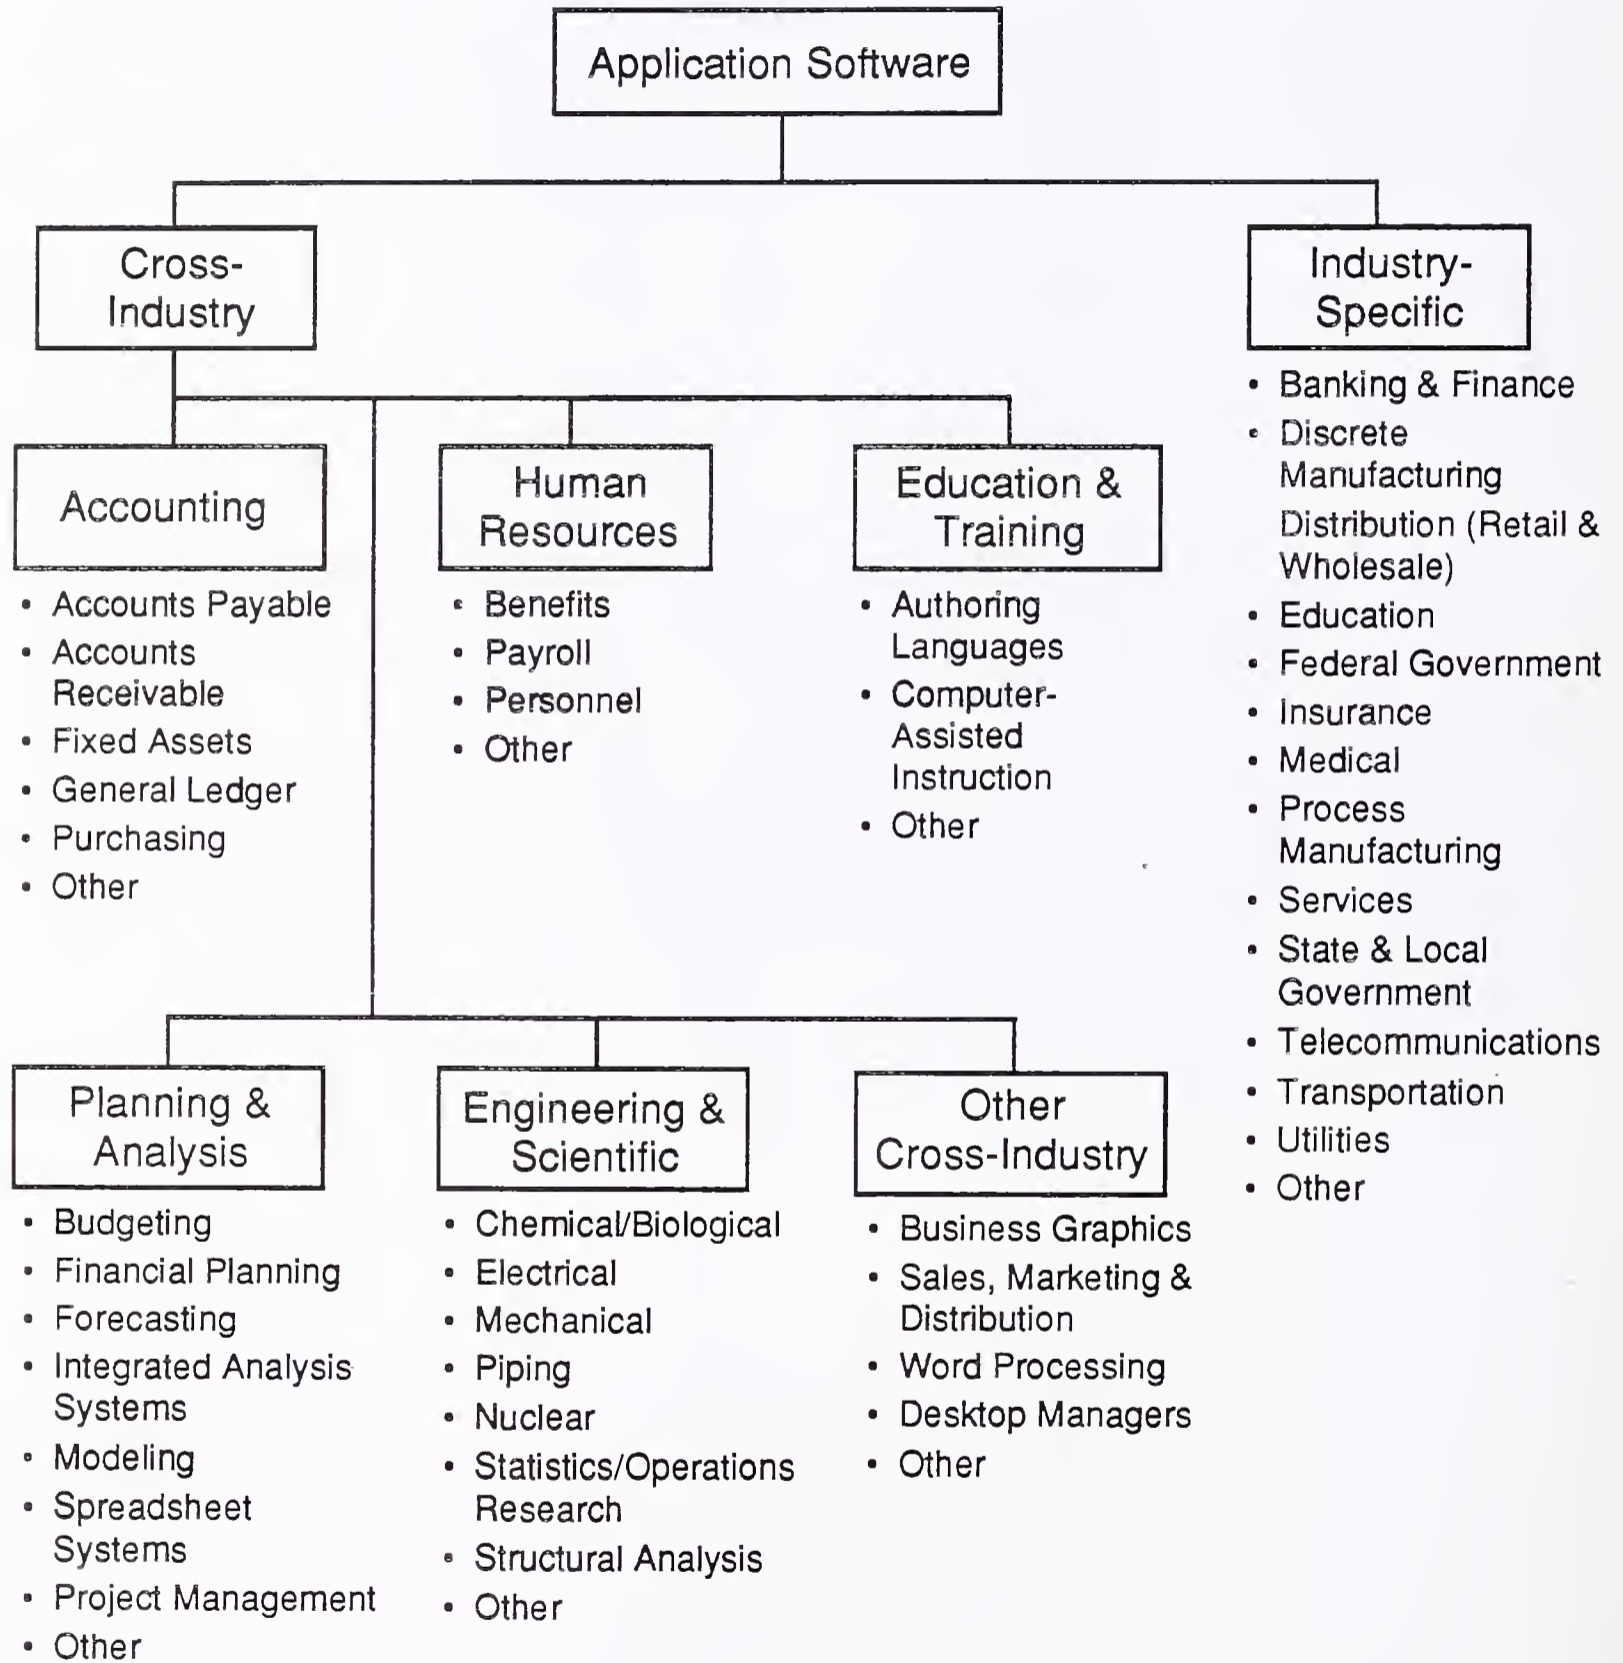 Application Software
Cross-
Industry
Industry-
Specific
• Banking & Finance
• Discrete
Manufacturing
Distribution (Retail &
Wholesale)
• Education
• Federal Government
• Insurance
• Medical
• Process
Manufacturing
• Services
• State & Local
Government
• Telecommunications
• Transportation
• Utilities
• Other
Accounting
• Accounts Payable
• Accounts
Receivable
• Fixed Assets
• General Ledger
• Purchasing
• Other
Human
Resources
• Benefits
• Payroll
• Personnel
• Other
Education &
Training
• Authoring
Languages
• Computer-
Assisted
Instruction
• Other
Planning &
Analysis
• Budgeting
• Financial Planning
• Forecasting
• Integrated Analysis
Systems
• Modeling
• Spreadsheet
Systems
• Project Management
• Other
Engineering &
Scientific
• Chemical/Biological
• Electrical
• Mechanical
• Piping
• Nuclear
• Statistics/Operations
Research
• Structural Analysis
• Other
Other
Cross-Industry
• Business Graphics
• Sales, Marketing &
Distribution
• Word Processing
• Desktop Managers
• Other